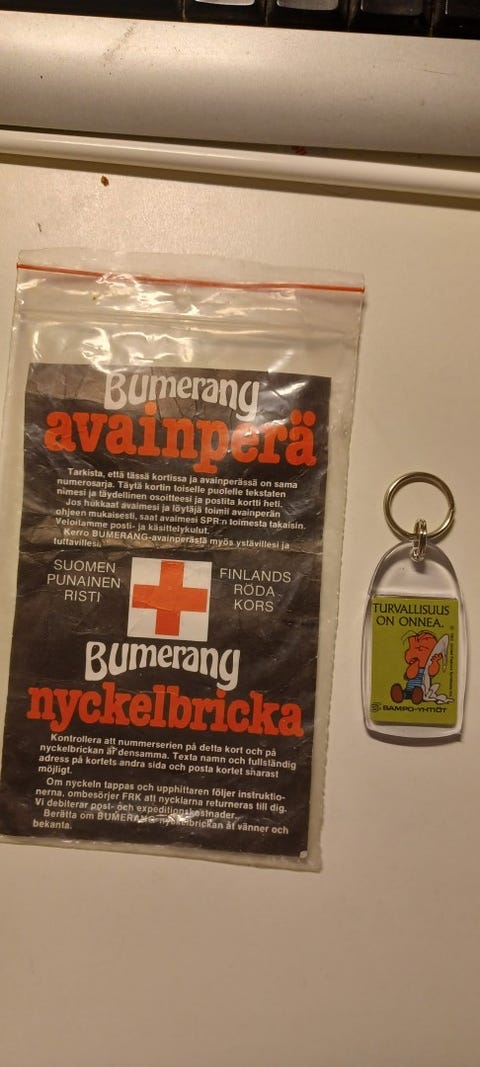 Bumerang
avainperä
Tarkista, että tässä kortissa ja avainperässä on sama
numerosarja. Täytä kortin toiselle puolelle tekstaten
nimesi ja täydellinen osoitteesi ja postita kortti heti.
Jos hukkaat avaimesi ja löytäjä toimii avainperän
ohjeen mukaisesti, saat avaimesi SPR:n toimesta takaisin.
Veloitamme posti- ja käsittelykulut.
Kerro BUMERANG-avainperästä myös ystävillesi ja
tuttavillesi.
SUOMEN
PUNAINEN
RISTI
FINLANDS
RÖDA
KORS
Bumerang
nyckelbricka
Kontrollera att nummerserien på detta kort och på
nyckelbrickan är densamma. Texta namn och fullständig
adress på kortets andra sida och posta kortet snarast
möjligt.
Om nyckeln tappas och upphittaren följer instruktio-
nerna, ombesörjer FRK att nycklarna returneras till dig.
Vi debiterar post- och expeditionskostnader.
Berätta om BUMERANG-nyckelbrickan åt vänner och
bekanta.
TURVALLISUUS
ON ONNEA.
SAMPO-YHTIÖT